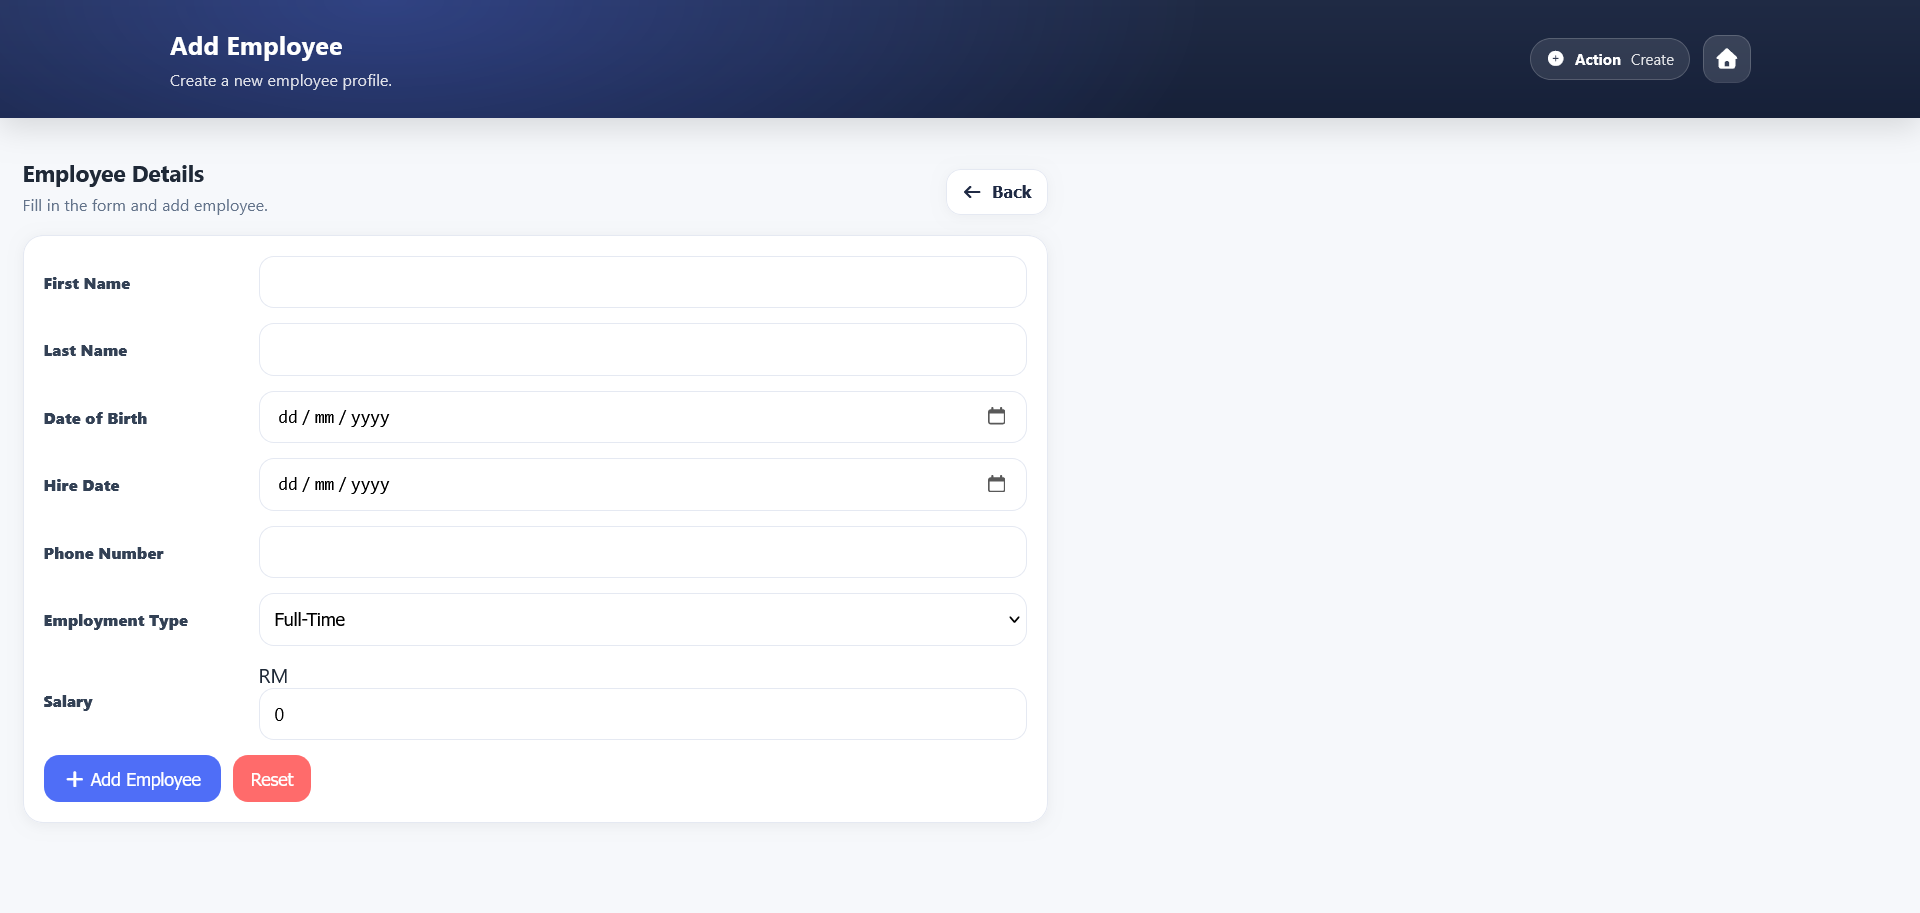 Add Employee
Create a new employee profile.
Action Create
Employee Details
Fill in the form and add employee.
Back
First Name
Last Name
Date of Birth
dd / mm / yyyy
Hire Date
dd / mm / yyyy
Phone Number
Employment Type
Full-Time
RM
Salary
0
Add Employee
Reset